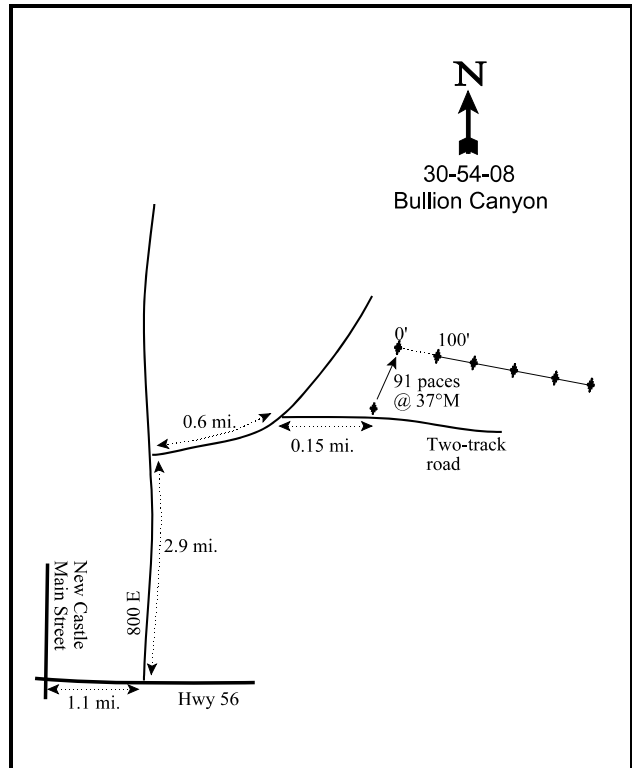 N
30-54-08
Bullion Canyon
0'
100'
91 paces
@ 37°M
0.6 mi.
0.15 mi.
Two-track
road
2.9 mi.
New Castle
Main Street
800 E
1.1 mi.
Hwy 56